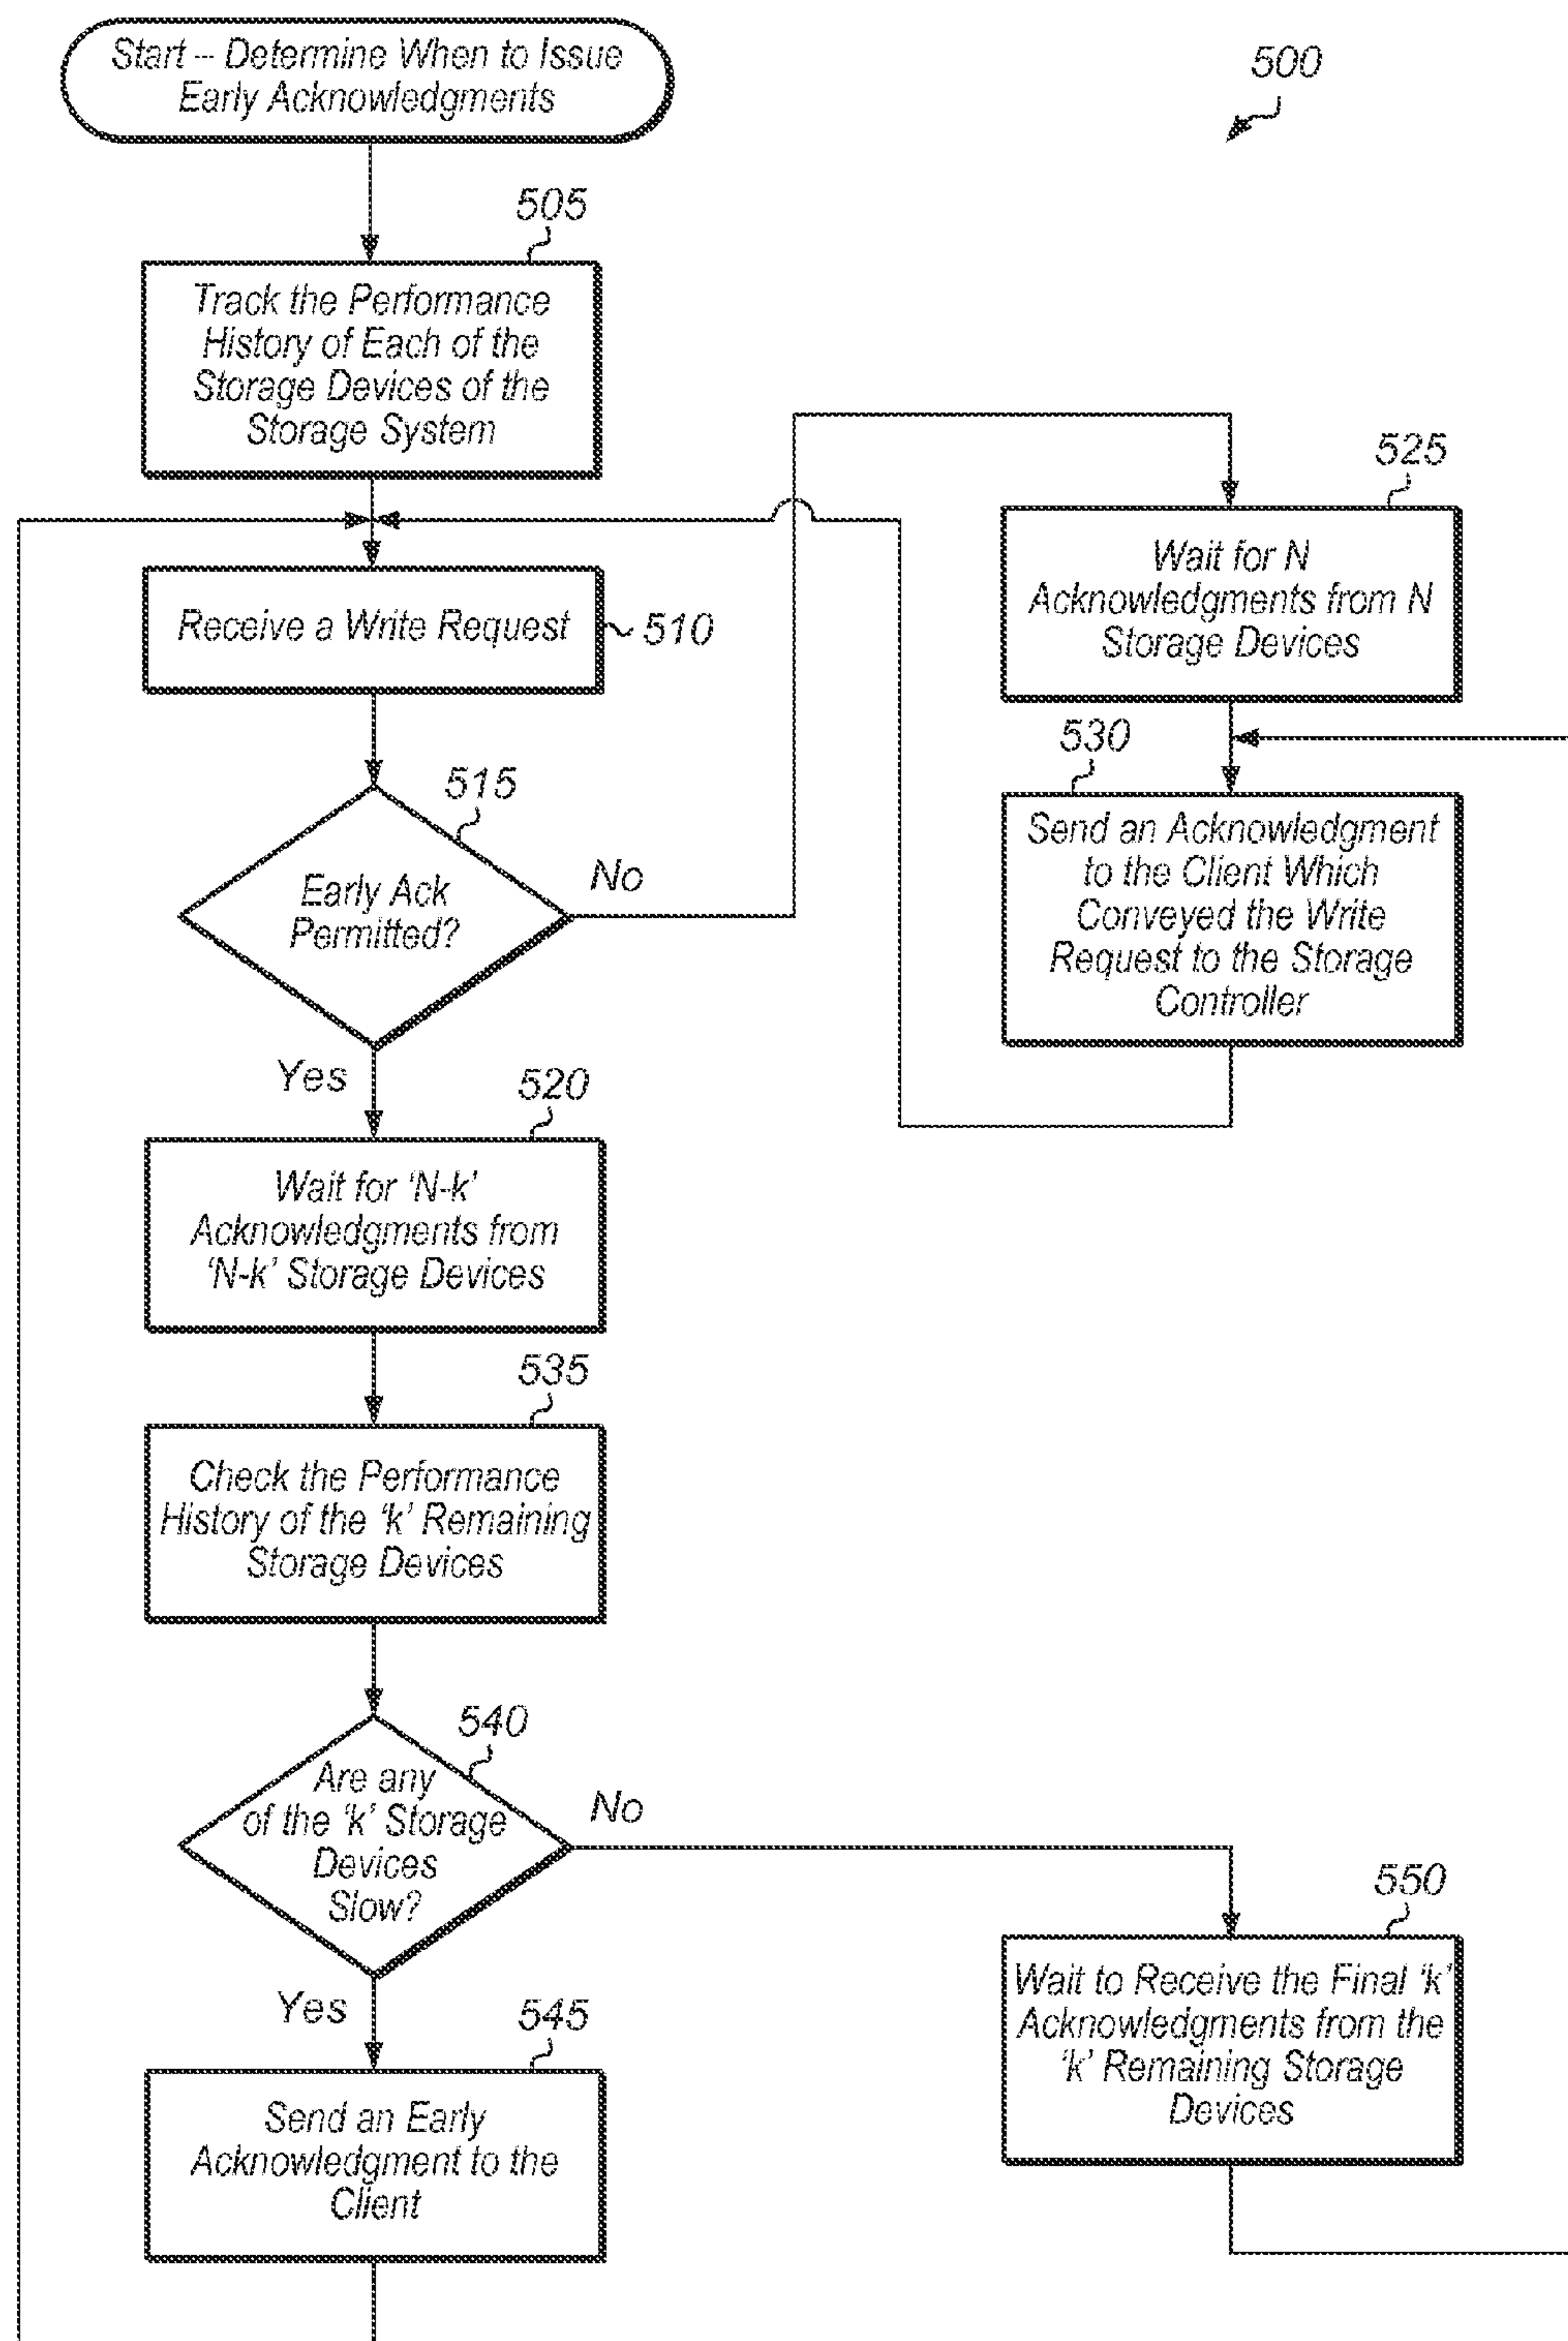 Start -- Determine When to Issue
Early Acknowledgments
500
505
Track the Performance
History of Each of the
Storage Devices of the
Storage System
525
Wait for N
Acknowledgments from N
Storage Devices
Receive a Write Request
510
530
Send an Acknowledgment
to the Client Which
Conveyed the Write
Request to the Storage
Controller
515
Early Ack
Permitted?
No
Yes
520
Wait for ‘N-k’
Acknowledgments from
‘N-k’ Storage Devices
535
Check the Performance
History of the ‘k’ Remaining
Storage Devices
540
Are any
of the ‘k’ Storage
Devices
Slow?
No
550
Wait to Receive the Final ‘k’
Acknowledgments from the
‘k’ Remaining Storage
Devices
Yes
545
Send an Early
Acknowledgment to the
Client